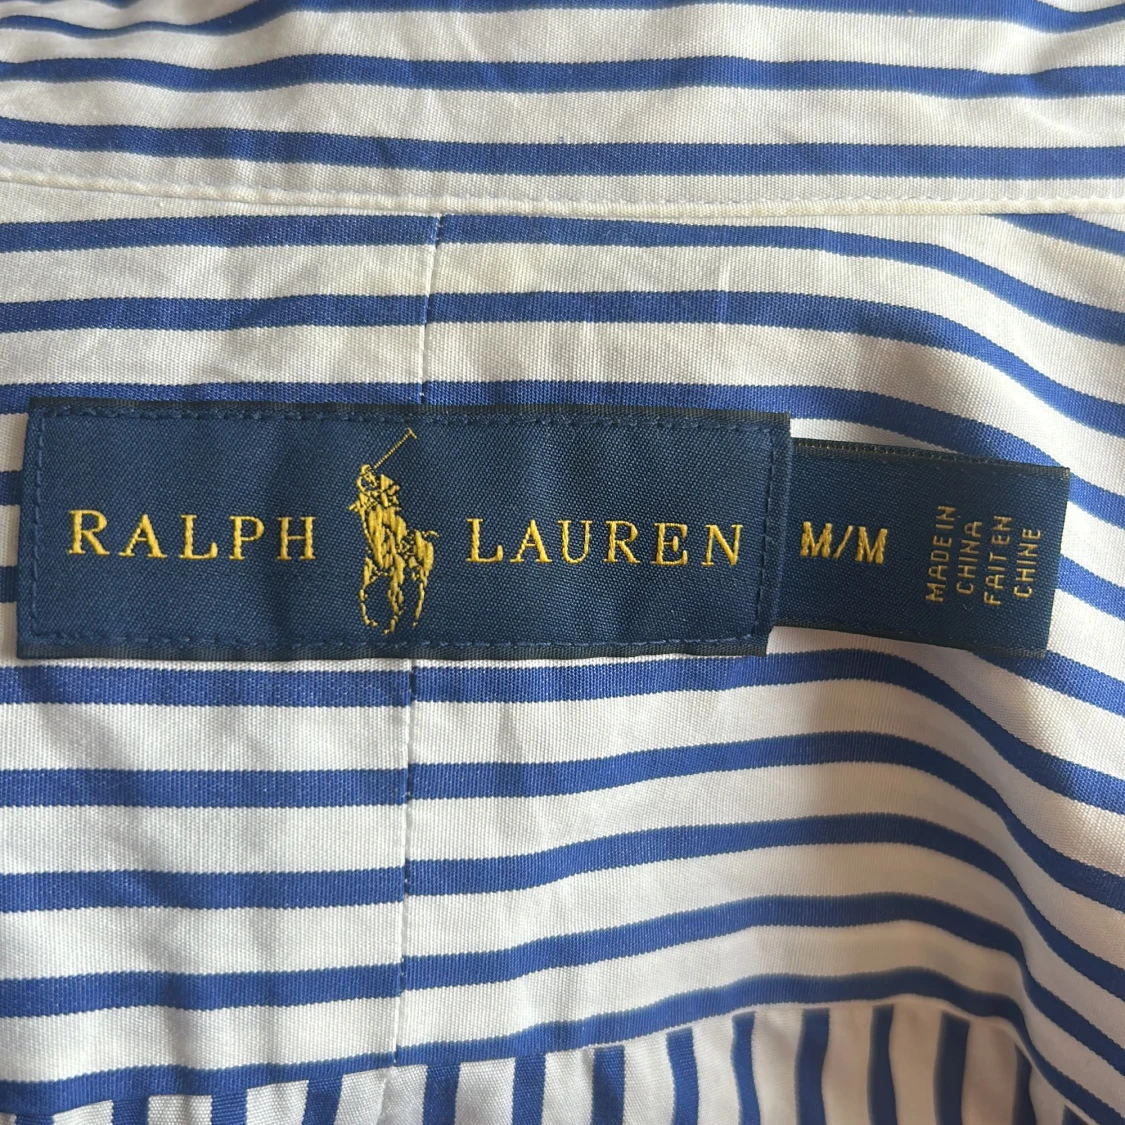 RALPH LAUREN
M/M
MADE IN
CHINA
FAIT EN
CHINE